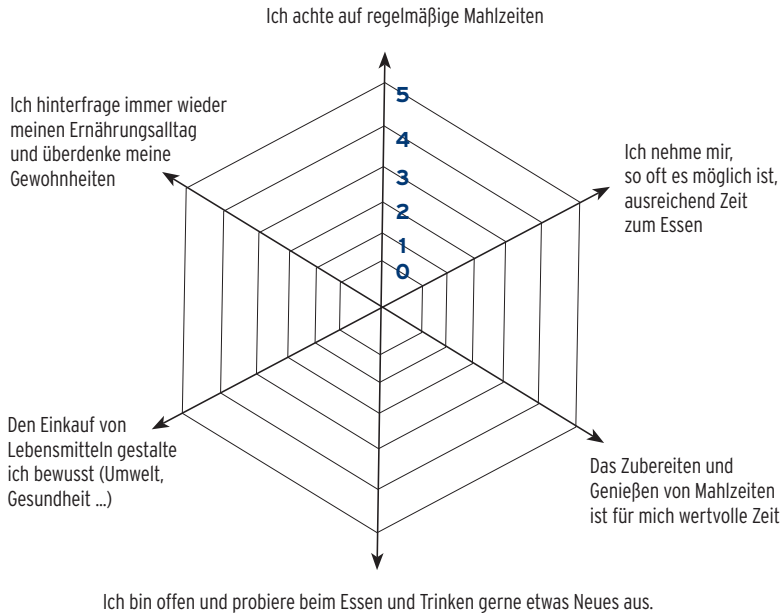 Ich achte auf regelmäßige Mahlzeiten
Ich hinterfrage immer wieder
meinen Ernährungsalltag
und überdenke meine
Gewohnheiten
5
4
3
2
1
0
Ich nehme mir,
so oft es möglich ist,
ausreichend Zeit
zum Essen
Den Einkauf von
Lebensmitteln gestalte
ich bewusst (Umwelt,
Gesundheit ...)
Das Zubereiten und
Genießen von Mahlzeiten
ist für mich wertvolle Zeit
Ich bin offen und probiere beim Essen und Trinken gerne etwas Neues aus.